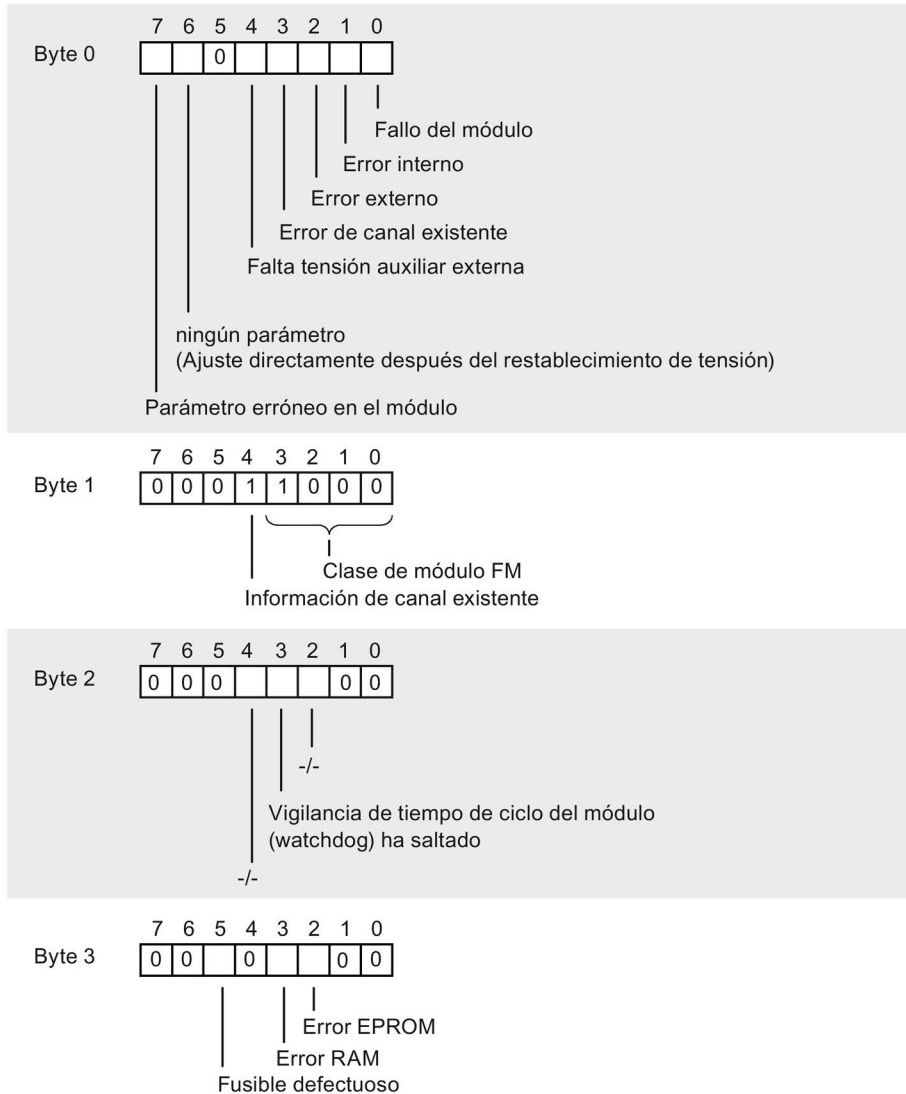 7 6 5 4 3 2 1 0
Byte 0
0
Fallo del módulo
Error interno
Error externo
Error de canal existente
Falta tensión auxiliar externa
ningún parámetro
(Ajuste directamente después del restablecimiento de tensión)
Parámetro erróneo en el módulo
7 6 5 4 3 2 1 0
Byte 1 0 0 0 1 1 0 0 0
Clase de módulo FM
Información de canal existente
7 6 5 4 3 2 1 0
Byte 2 0 0 0 0 0
-/-
Vigilancia de tiempo de ciclo del módulo
(watchdog) ha saltado
-/-
7 6 5 4 3 2 1 0
Byte 3 0 0 0 0 0
Error EPROM
Error RAM
Fusible defectuoso